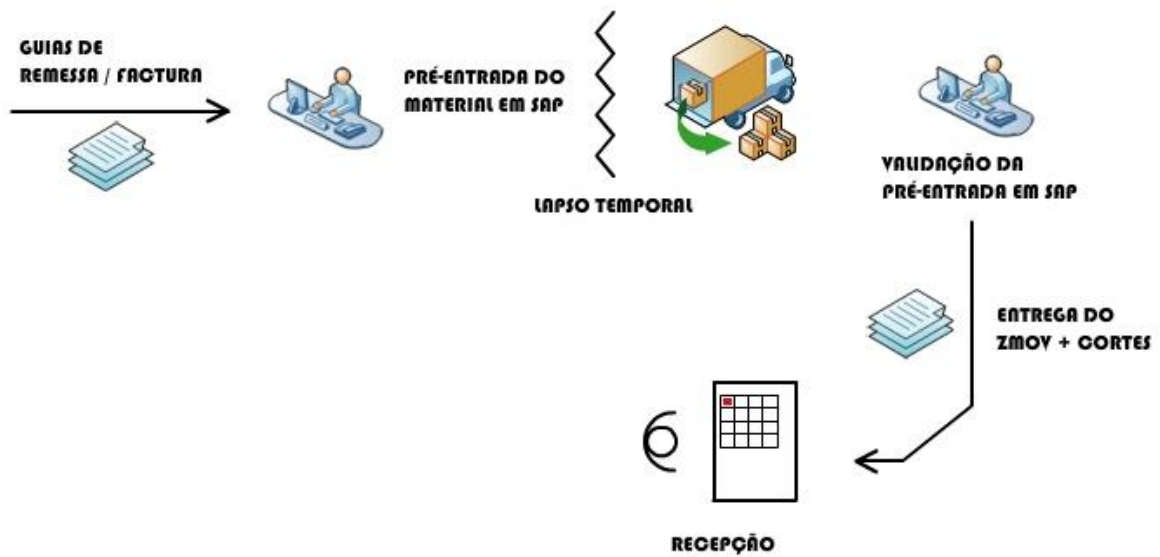 GUIAS DE
REMESSA / FACTURA
PRÉ-ENTRADA DO
MATERIAL EM SAP
LAPSO TEMPORAL
VALIDAÇÃO DA
PRÉ-ENTRADA EM SAP
ENTREGA DO
ZMOV + CORTES
RECEPÇÃO